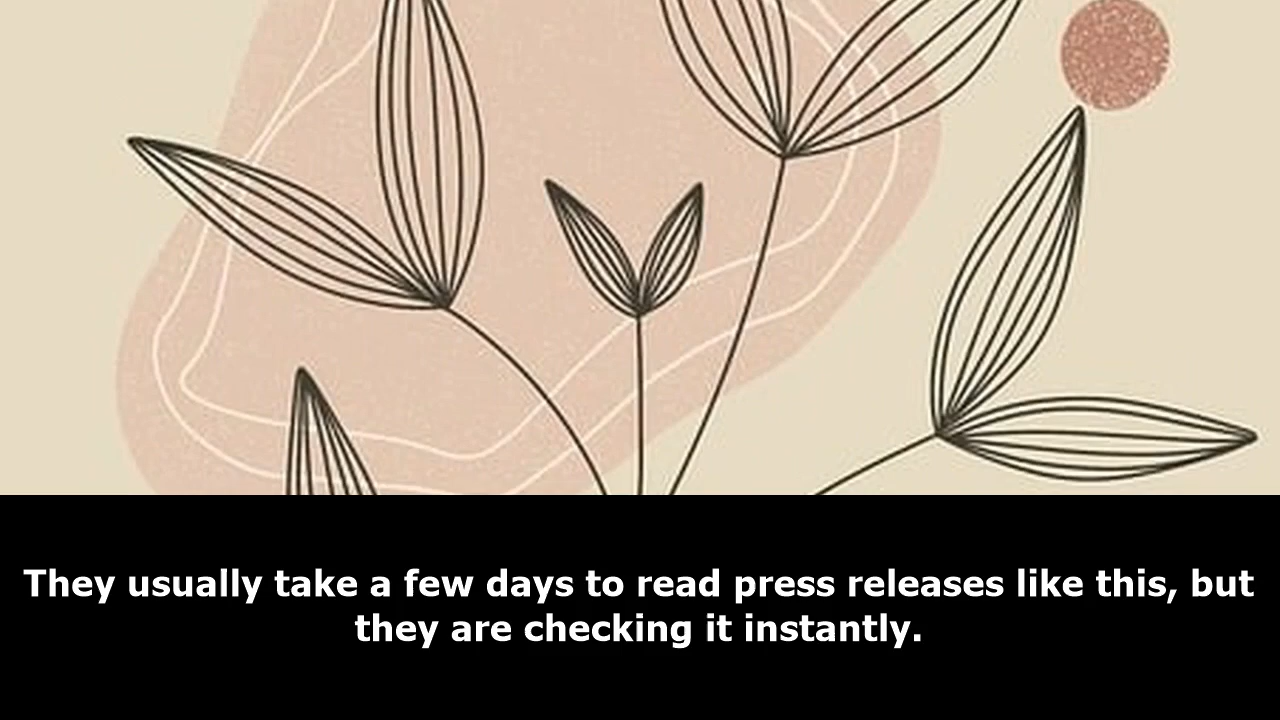 They usually take a few days to read press releases like this, but
they are checking it instantly.